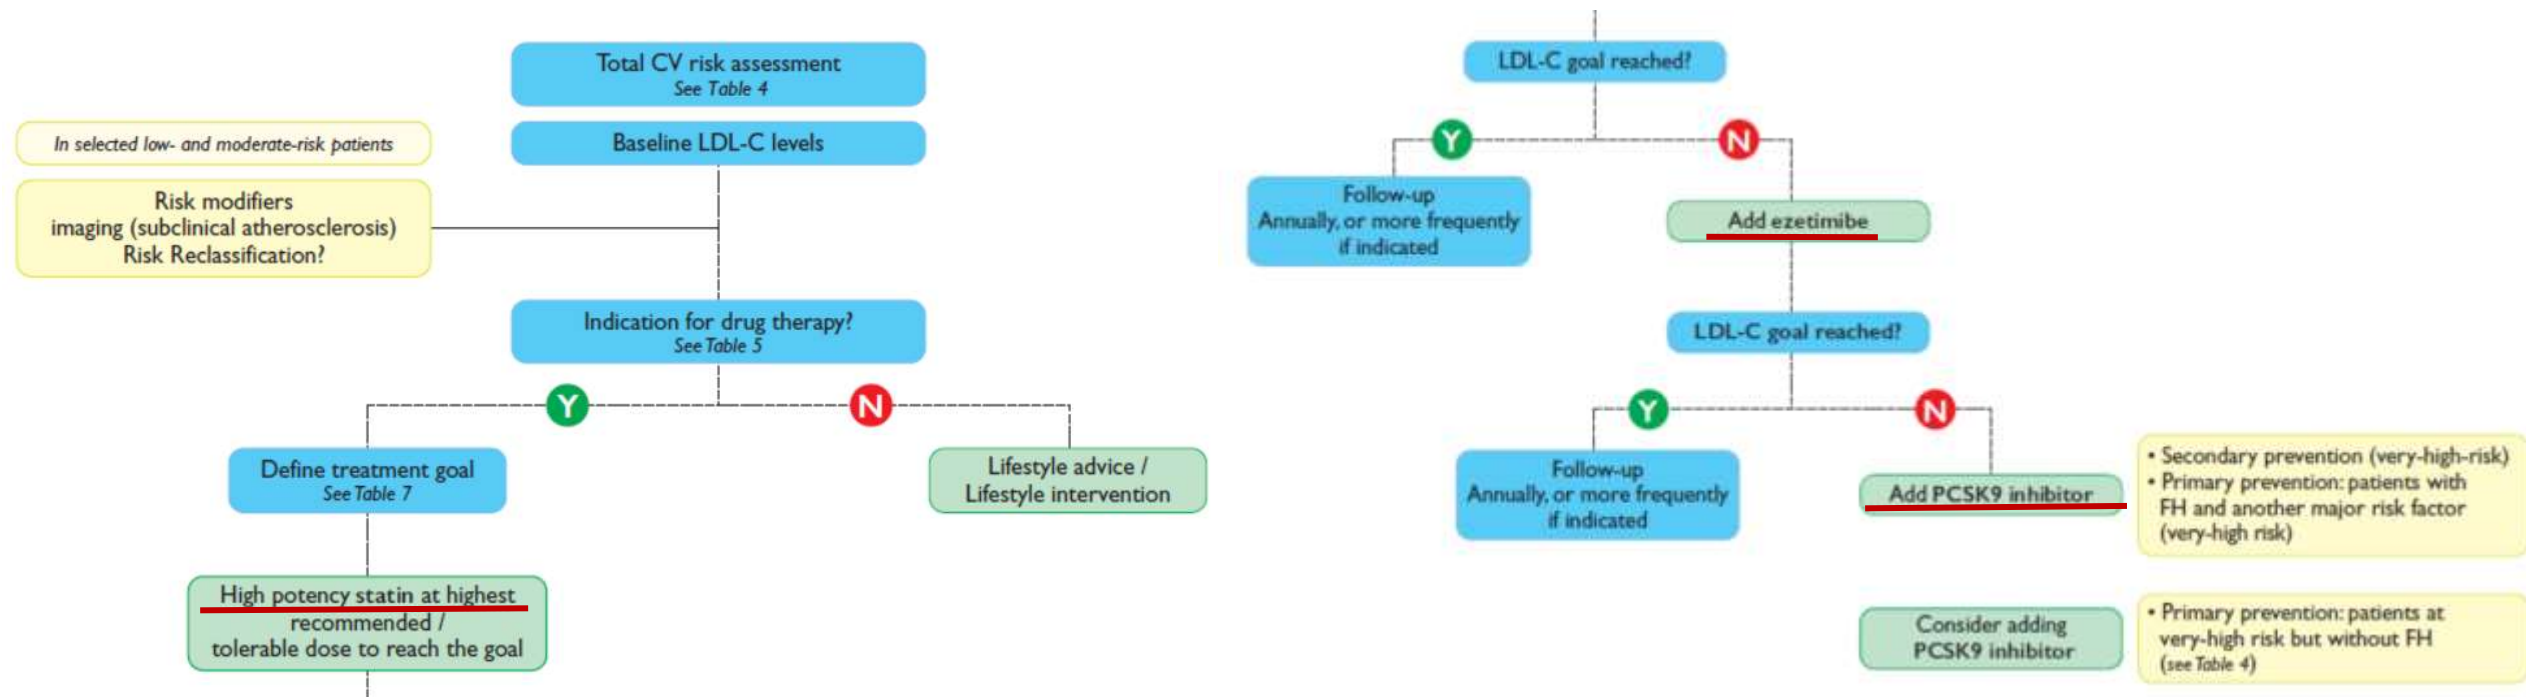 Total CV risk assessment
See Table 4
In selected low- and moderate-risk patients
Baseline LDL-C levels
Risk modifiers
imaging (subclinical atherosclerosis)
Risk Reclassification?
Indication for drug therapy?
See Table 5
Y
N
Define treatment goal
See Table 7
Lifestyle advice /
Lifestyle intervention
High potency statin at highest
recommended /
tolerable dose to reach the goal
LDL-C goal reached?
Y
N
Follow-up
Annually, or more frequently
if indicated
Add ezetimibe
LDL-C goal reached?
Y
N
Follow-up
Annually, or more frequently
if indicated
Add PCSK9 inhibitor
• Secondary prevention (very-high-risk)
• Primary prevention: patients with
FH and another major risk factor
(very-high risk)
Consider adding
PCSK9 inhibitor
• Primary prevention: patients at
very-high risk but without FH
(see Table 4)